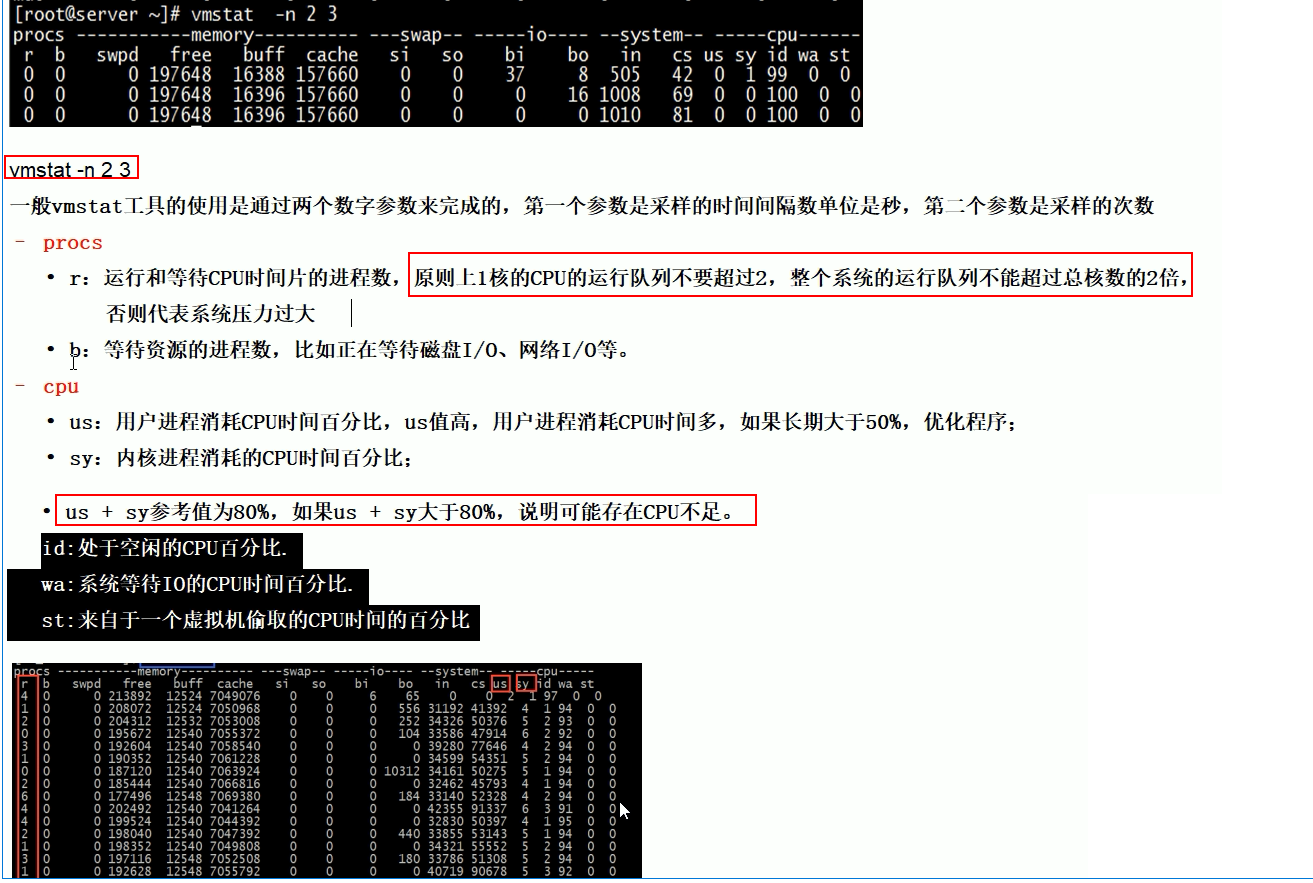 [root@server ~]# vmstat -n 2 3
procs -----------memory---------- ---swap-- -----io---- --system-- -----cpu------
r b swpd free buff cache si so bi bo in cs us sy id wa st
0 0 0 197648 16388 157660 0 0 37 8 505 42 0 1 99 0 0
0 0 0 197648 16396 157660 0 0 0 16 1008 69 0 0 100 0 0
0 0 0 197648 16396 157660 0 0 0 0 1010 81 0 0 100 0 0
vmstat -n 2 3
一般vmstat工具的使用是通过两个数字参数来完成的，第一个参数是采样的时间间隔数单位是秒，第二个参数是采样的次数
- procs
• r：运行和等待CPU时间片的进程数，原则上1核的CPU的运行队列不要超过2，整个系统的运行队列不能超过总核数的2倍，
否则代表系统压力过大
• b：等待资源的进程数，比如正在等待磁盘I/O、网络I/O等。
- cpu
• us：用户进程消耗CPU时间百分比，us值高，用户进程消耗CPU时间多，如果长期大于50%，优化程序；
• sy：内核进程消耗的CPU时间百分比；
• us + sy参考值为80%，如果us + sy大于80%，说明可能存在CPU不足。
id:处于空闲的CPU百分比.
wa:系统等待IO的CPU时间百分比.
st:来自于一个虚拟机偷取的CPU时间的百分比
procs -----------memory---------- ---swap-- -----io---- --system-- -----cpu-----
r b swpd free buff cache si so bi bo in cs us sy id wa st
4 0 0 213892 12524 7049076 0 0 6 65 0 0 2 1 97 0 0
1 0 0 208072 12524 7050968 0 0 0 556 31192 41392 4 1 94 0 0
0 0 0 204312 12532 7053008 0 0 0 252 34326 50376 5 2 93 0 0
0 0 0 195672 12540 7055372 0 0 0 104 33586 47914 6 2 92 0 0
3 0 0 192604 12540 7058540 0 0 0 0 39280 77646 4 2 94 0 0
1 0 0 190352 12540 7061228 0 0 0 0 34599 54351 5 2 94 0 0
0 0 0 187120 12540 7063924 0 0 0 10312 34161 50275 5 1 94 0 0
2 0 0 185444 12540 7066816 0 0 0 0 32462 45793 4 1 94 0 0
6 0 0 177496 12548 7069380 0 0 0 184 33140 52328 4 2 94 0 0
4 0 0 202492 12540 7041264 0 0 0 0 42355 91337 6 3 91 0 0
4 0 0 199524 12540 7044392 0 0 0 0 32830 50397 4 1 95 0 0
2 0 0 198040 12540 7047392 0 0 0 440 33855 53143 5 1 94 0 0
1 0 0 198352 12540 7049808 0 0 0 0 34321 55552 5 2 94 0 0
3 0 0 197116 12548 7052508 0 0 0 180 33786 51308 5 2 94 0 0
1 0 0 192628 12548 7055792 0 0 0 0 40719 90678 5 3 92 0 0